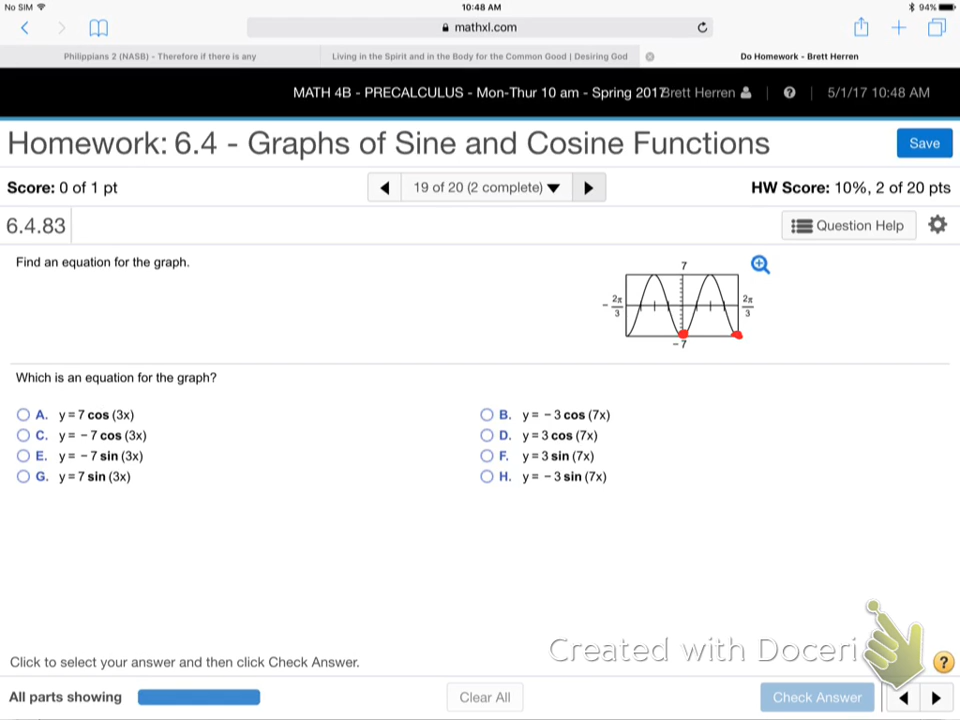 No SIM 10:48 AM 94%
mathxl.com
Philippians 2 (NASB) - Therefore if there is any Living in the Spirit and in the Body for the Common Good | Desiring God Do Homework - Brett Herren
MATH 4B - PRECALCULUS - Mon-Thur 10 am - Spring 2017 Brett Herren ? 5/1/17 10:48 AM
Homework: 6.4 - Graphs of Sine and Cosine Functions Save
Score: 0 of 1 pt 19 of 20 (2 complete) HW Score: 10%, 2 of 20 pts
6.4.83 Question Help
Find an equation for the graph.
7
- 2π/3 2π/3
-7
Which is an equation for the graph?
A. y = 7 cos (3x) B. y = - 3 cos (7x)
C. y = - 7 cos (3x) D. y = 3 cos (7x)
E. y = - 7 sin (3x) F. y = 3 sin (7x)
G. y = 7 sin (3x) H. y = - 3 sin (7x)
Created with Doceri
Click to select your answer and then click Check Answer. ?
All parts showing Clear All Check Answer